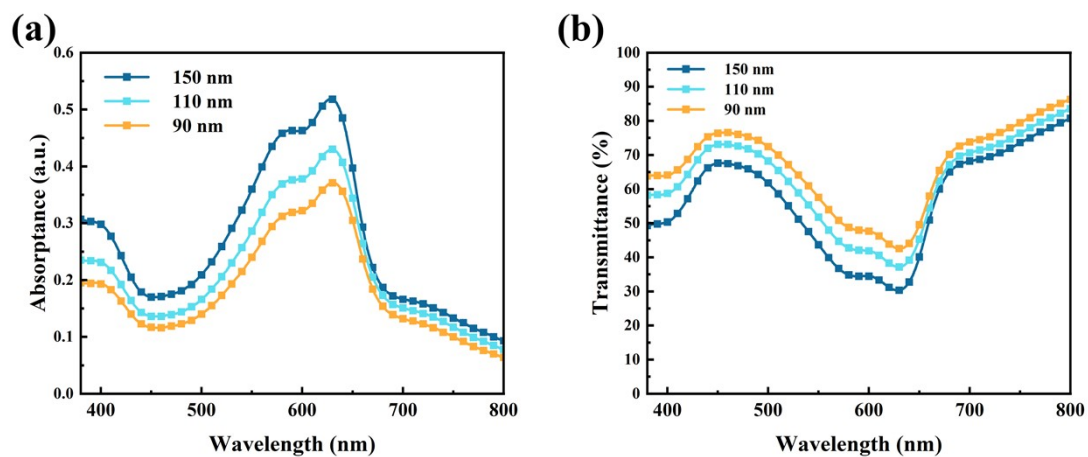 (a)
0.6
0.5
0.4
0.3
0.2
0.1
0.0
Absorptance (a.u.)
150 nm
110 nm
90 nm
400 500 600 700 800
Wavelength (nm)
(b)
100
90
80
70
60
50
40
30
20
10
0
Transmittance (%)
150 nm
110 nm
90 nm
400 500 600 700 800
Wavelength (nm)